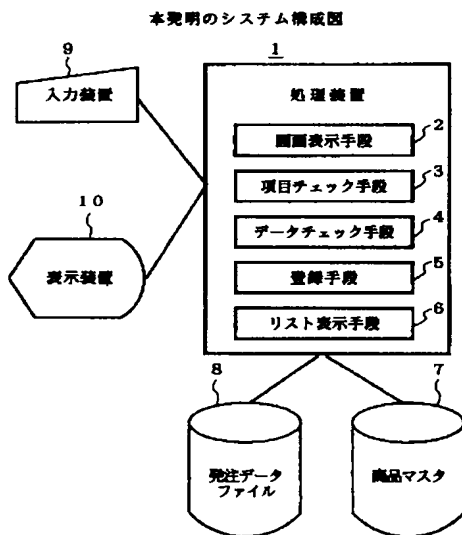 本発明のシステム構成図
9
入力装置
10
表示装置
1
処理装置
画面表示手段
2
項目チェック手段
3
データチェック手段
4
登録手段
5
リスト表示手段
6
8
発注データ
ファイル
7
商品マスタ